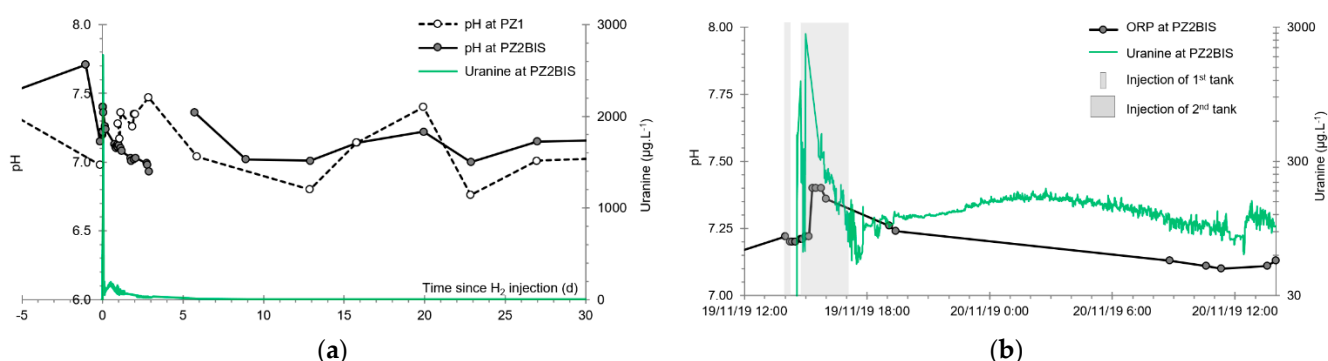 8.0
7.5
7.0
6.5
6.0
pH
3000
2500
2000
1500
1000
500
0
Uranine (µg.L⁻¹)
pH at PZ1
pH at PZ2BIS
Uranine at PZ2BIS
Time since H₂ injection (d)
-5 0 5 10 15 20 25 30
(a)
8.00
7.75
7.50
7.25
7.00
pH
3000
300
30
Uranine (µg.L⁻¹)
ORP at PZ2BIS
Uranine at PZ2BIS
Injection of 1st tank
Injection of 2nd tank
19/11/19 12:00 19/11/19 18:00 20/11/19 0:00 20/11/19 6:00 20/11/19 12:00
(b)